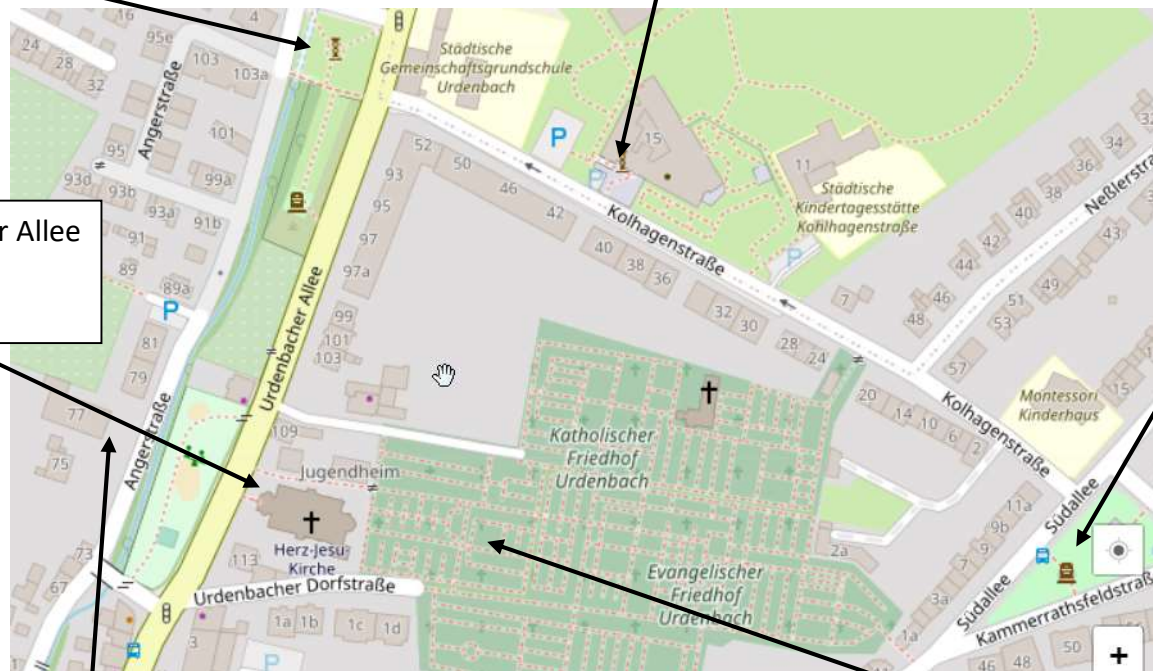 16
4
95e
24
28
32
103
103a
Angerstraße
101
95
99a
93d
93b
93a
91b
91
89
89a
P
81
79
77
75
73
67
r Allee
Angerstraße
Städtische
Gemeinschaftsgrundschule
Urdenbach
P
P
15
11
Städtische
Kindertagesstätte
Kohlhagenstraße
P
52
50
46
42
40
38
36
32
30
28
24
Kolhagenstraße
93
95
97
97a
99
101
103
Urdenbacher Allee
109
Jugendheim
Herz-Jesu-
Kirche
113
Urdenbacher Dorfstraße
3
1a
1b
1c
1d
P
Katholischer
Friedhof
Urdenbach
Evangelischer
Friedhof
Urdenbach
7
48
46
44
42
40
38
36
34
32
Neßlerstra
43
49
51
53
57
Montessori
Kinderhaus
15
20
14
10
6
2
Kolhagenstraße
Südallee
11a
9b
9
7
3a
1a
2a
Südallee
Kammerrathsfeldstraß
46
48
50
+